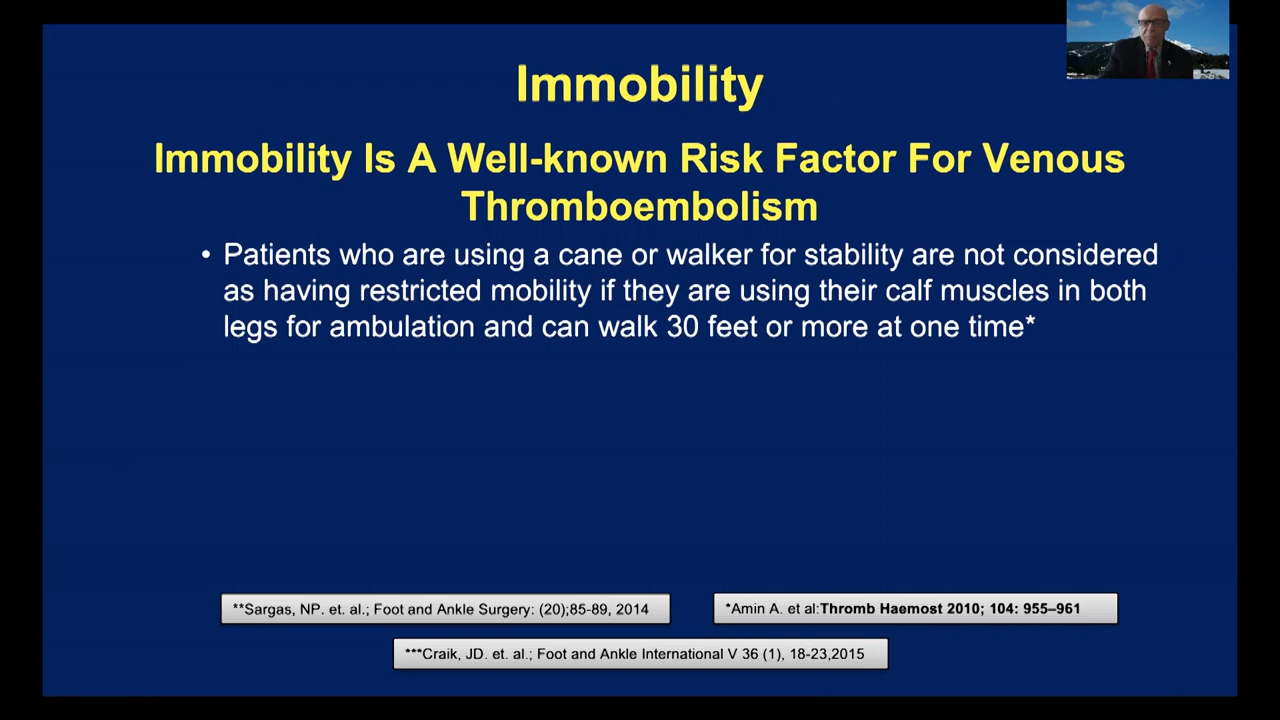 Immobility
Immobility Is A Well-known Risk Factor For Venous
Thromboembolism
• Patients who are using a cane or walker for stability are not considered
as having restricted mobility if they are using their calf muscles in both
legs for ambulation and can walk 30 feet or more at one time*
**Sargas, NP. et. al.; Foot and Ankle Surgery: (20);85-89, 2014
*Amin A. et al:Thromb Haemost 2010; 104: 955–961
***Craik, JD. et. al.; Foot and Ankle International V 36 (1), 18-23,2015